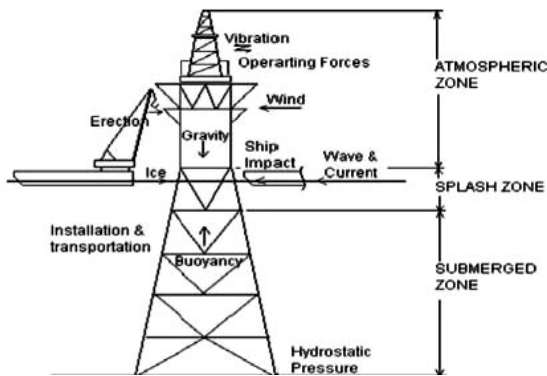 Vibration
Operarting Forces
ATMOSPHERIC
ZONE
Wind
Erection
Gravity
Ship
Impact
Wave &
Current
Ice
SPLASH ZONE
Installation &
transportation
Buoyancy
SUBMERGED
ZONE
Hydrostatic
Pressure